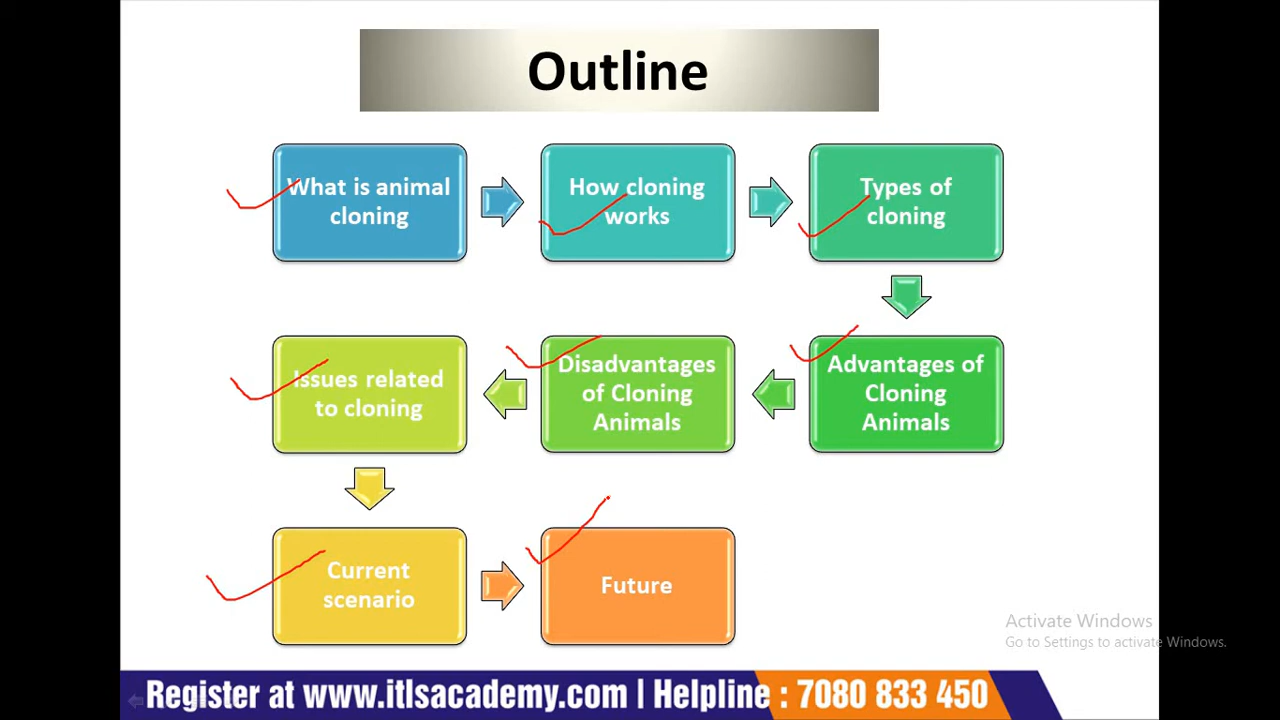 Outline
What is animal
cloning
How cloning
works
Types of
cloning
Advantages of
Cloning
Animals
Disadvantages
of Cloning
Animals
Issues related
to cloning
Current
scenario
Future
Activate Windows
Go to Settings to activate Windows.
Register at www.itlsacademy.com | Helpline : 7080 833 450